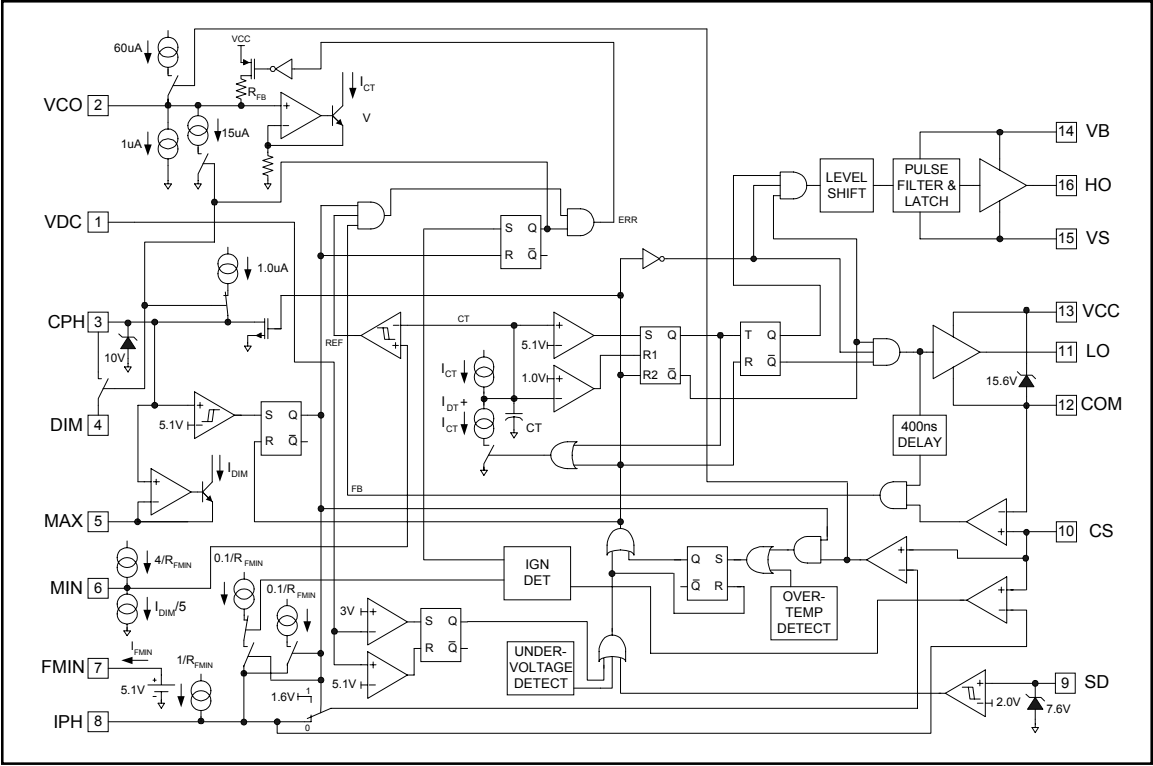 60uA
VCC
R_FB
I_CT
V
VCO 2
1uA
15uA
VDC 1
ERR
S Q
R Q̅
1.0uA
CPH 3
10V
DIM 4
REF
CT
5.1V
1.0V
I_CT
I_DT +
I_CT
CT
S Q
R1
R2 Q̅
T Q
R Q̅
LEVEL
SHIFT
PULSE
FILTER &
LATCH
14 VB
16 HO
15 VS
13 VCC
11 LO
15.6V
12 COM
400ns
DELAY
5.1V
S Q
R Q̅
I_DIM
MAX 5
FB
10 CS
4/R_FMIN
MIN 6
I_DIM/5
0.1/R_FMIN
0.1/R_FMIN
IGN
DET
Q S
Q̅ R
OVER-
TEMP
DETECT
3V
5.1V
S Q
R Q̅
UNDER-
VOLTAGE
DETECT
I_FMIN
FMIN 7
5.1V
1/R_FMIN
1.6V
1
0
IPH 8
9 SD
2.0V
7.6V